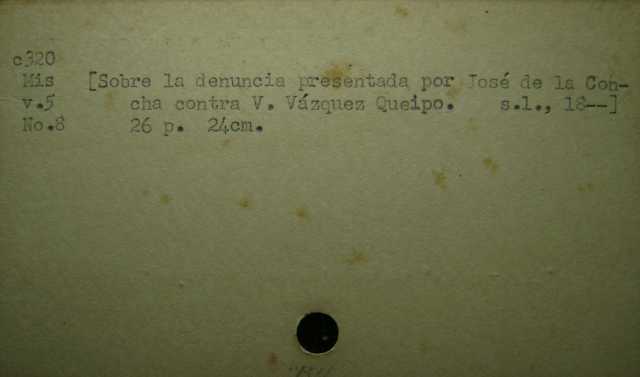 c320
Mis [Sobre la denuncia presentada por José de la Con-
v.5 cha contra V. Vázquez Queipo. s.l., 18--]
No.8 26 p. 24cm.